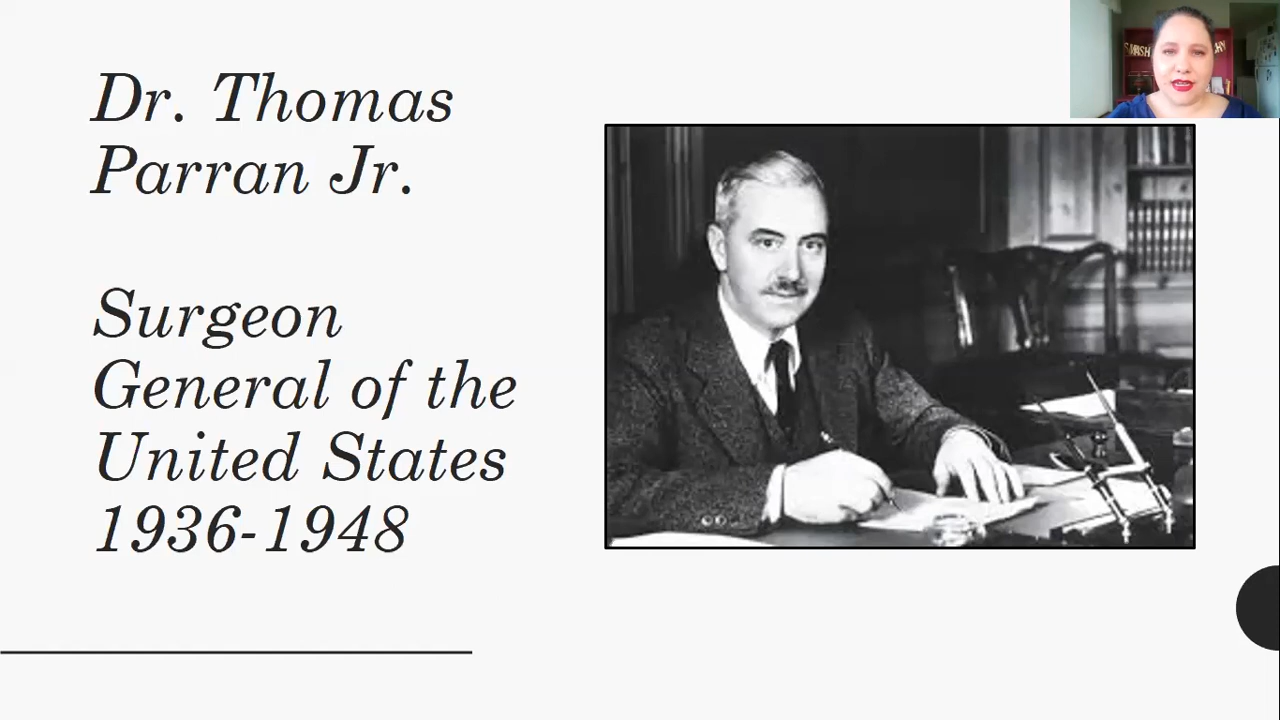 Dr. Thomas
Parran Jr.
Surgeon
General of the
United States
1936-1948